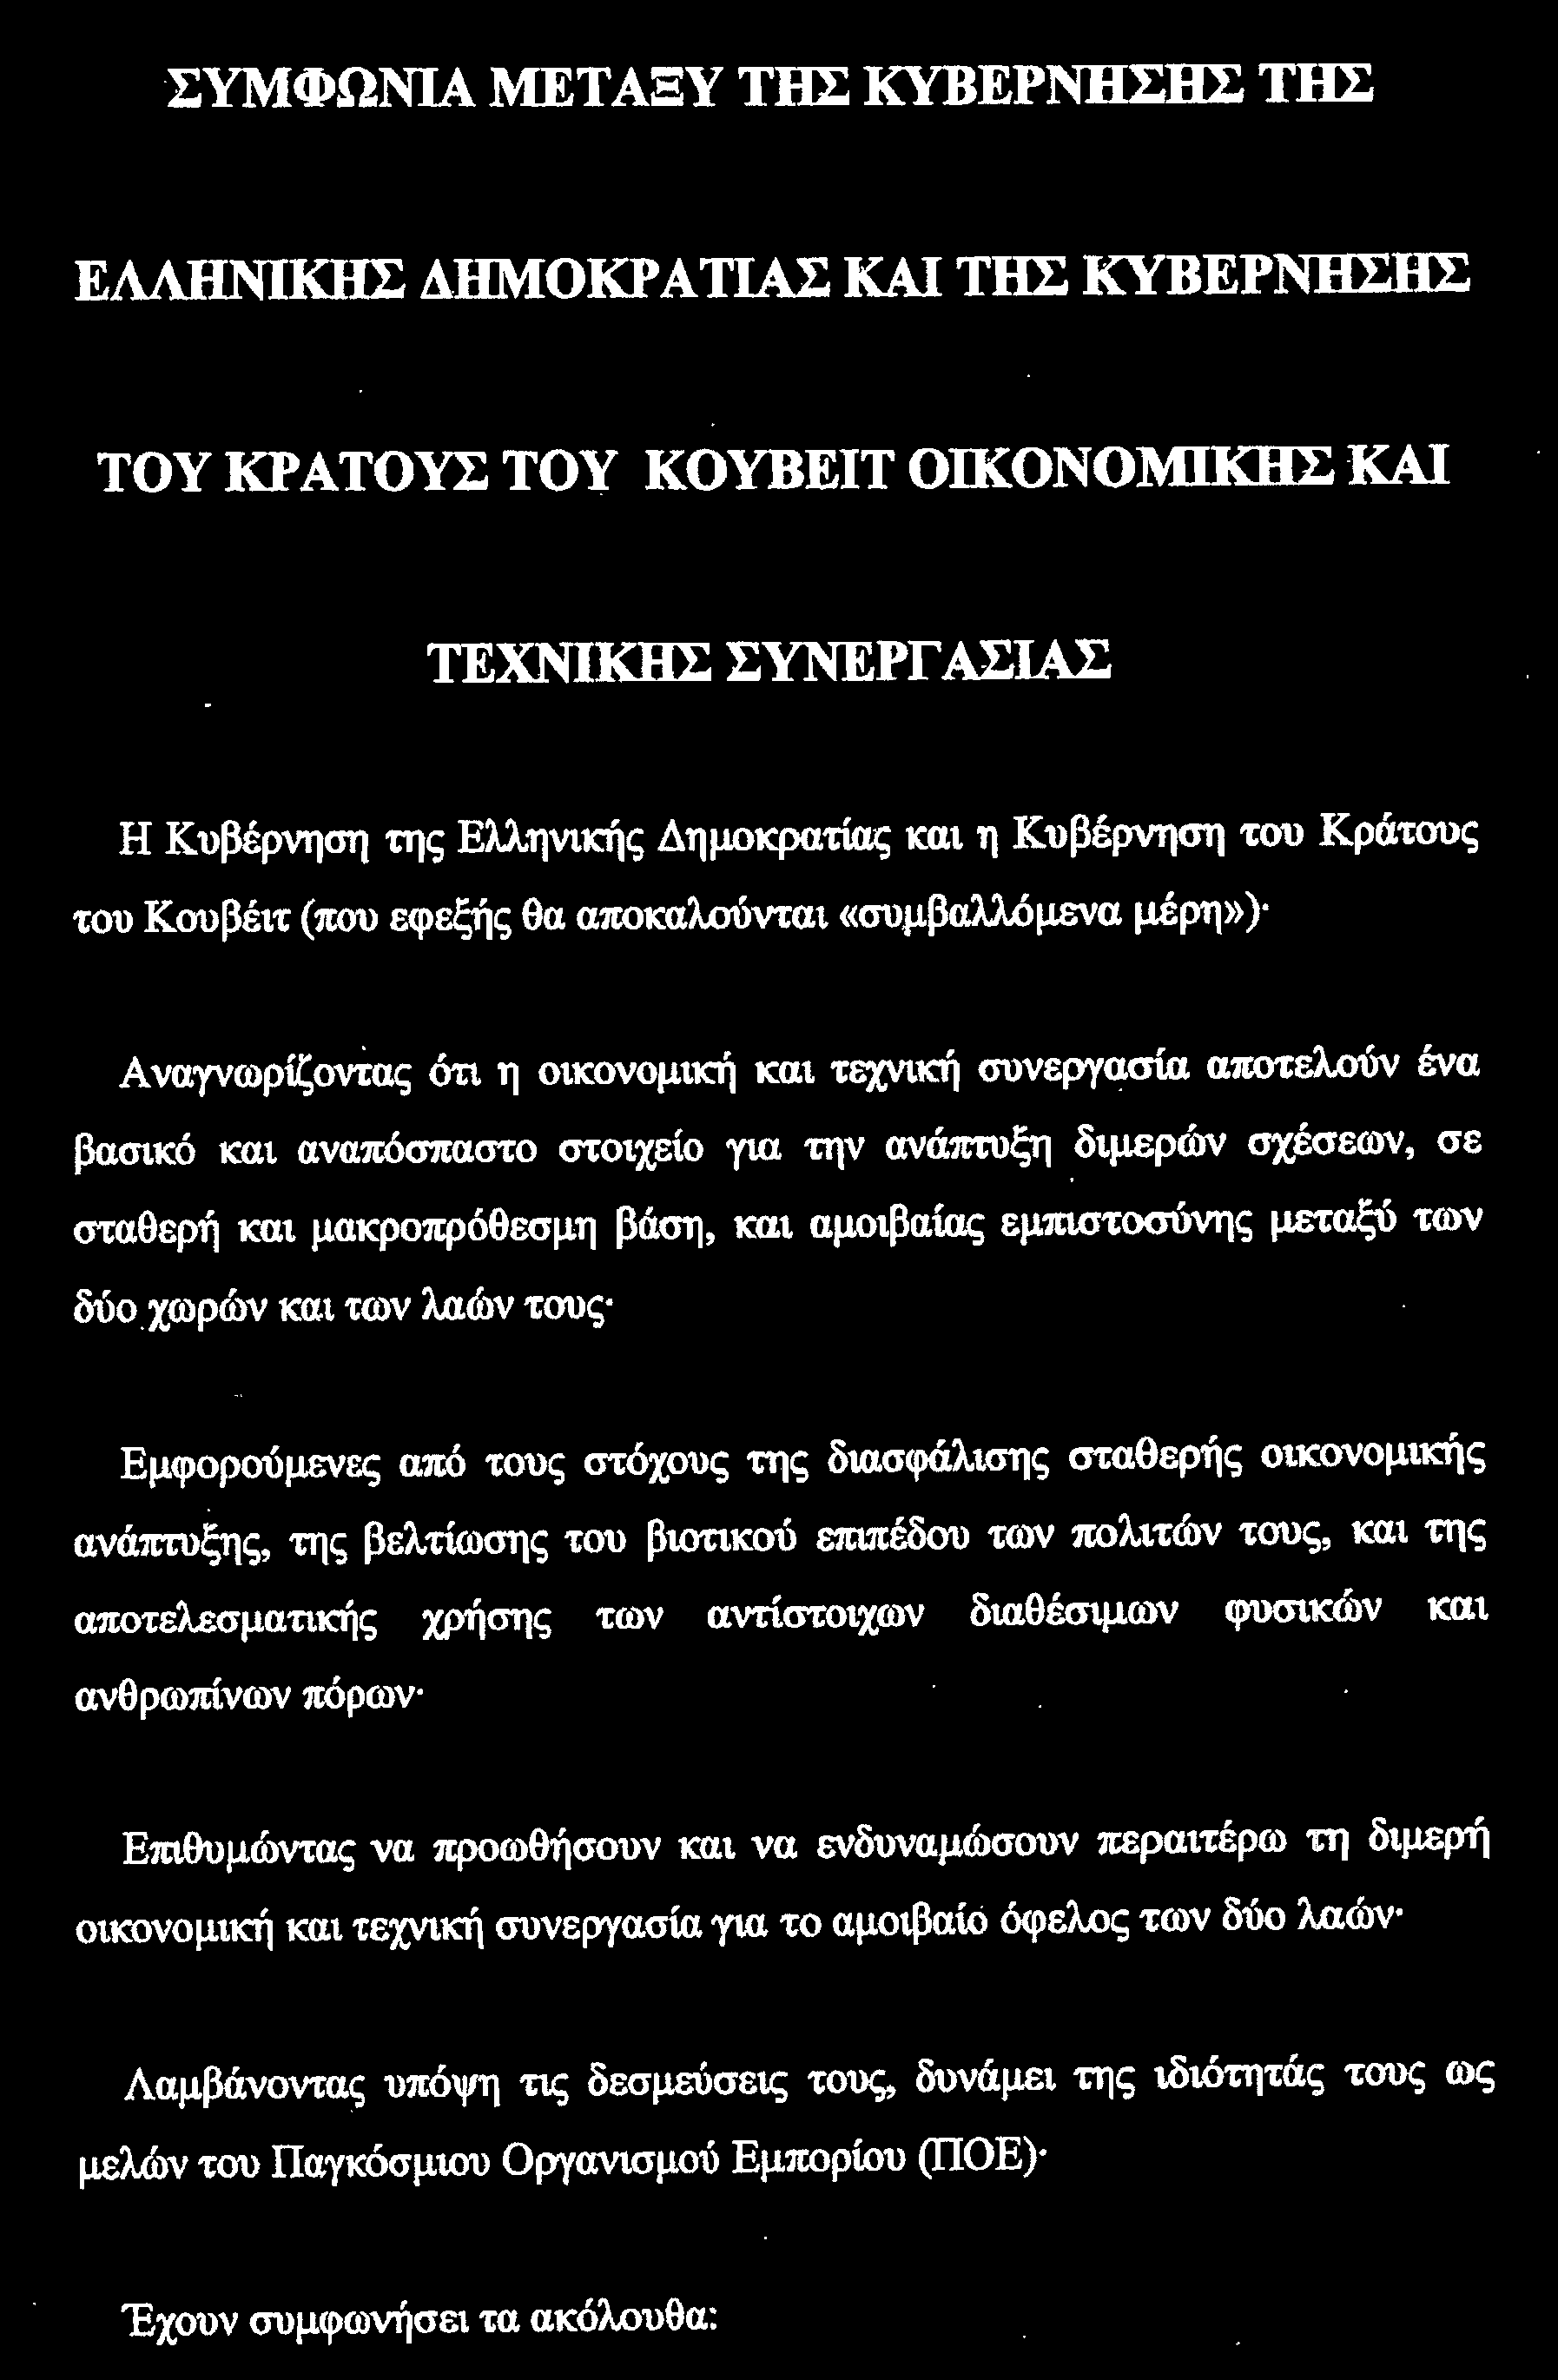 ΣΥΜΦΩΝΙΑ ΜΕΤΑΞΥ ΤΗΣ ΚΥΒΕΡΝΗΣΗΣ ΤΗΣ
ΕΛΛΗΝΙΚΗΣ ΔΗΜΟΚΡΑΤΙΑΣ ΚΑΙ ΤΗΣ ΚΥΒΕΡΝΗΣΗΣ
ΤΟΥ ΚΡΑΤΟΥΣ ΤΟΥ ΚΟΥΒΕΙΤ ΟΙΚΟΝΟΜΙΚΗΣ ΚΑΙ
ΤΕΧΝΙΚΗΣ ΣΥΝΕΡΓΑΣΙΑΣ
Η Κυβέρνηση της Ελληνικής Δημοκρατίας και η Κυβέρνηση του Κράτους
του Κουβέιτ (που εφεξής θα αποκαλούνται «συμβαλλόμενα μέρη»)·
Αναγνωρίζοντας ότι η οικονομική και τεχνική συνεργασία αποτελούν ένα
βασικό και αναπόσπαστο στοιχείο για την ανάπτυξη διμερών σχέσεων, σε
σταθερή και μακροπρόθεσμη βάση, και αμοιβαίας εμπιστοσύνης μεταξύ των
δύο χωρών και των λαών τους·
Εμφορούμενες από τους στόχους της διασφάλισης σταθερής οικονομικής
ανάπτυξης, της βελτίωσης του βιοτικού επιπέδου των πολιτών τους, και της
αποτελεσματικής χρήσης των αντίστοιχων διαθέσιμων φυσικών και
ανθρωπίνων πόρων·
Επιθυμώντας να προωθήσουν και να ενδυναμώσουν περαιτέρω τη διμερή
οικονομική και τεχνική συνεργασία για το αμοιβαίο όφελος των δύο λαών·
Λαμβάνοντας υπόψη τις δεσμεύσεις τους, δυνάμει της ιδιότητάς τους ως
μελών του Παγκόσμιου Οργανισμού Εμπορίου (ΠΟΕ)·
Έχουν συμφωνήσει τα ακόλουθα: